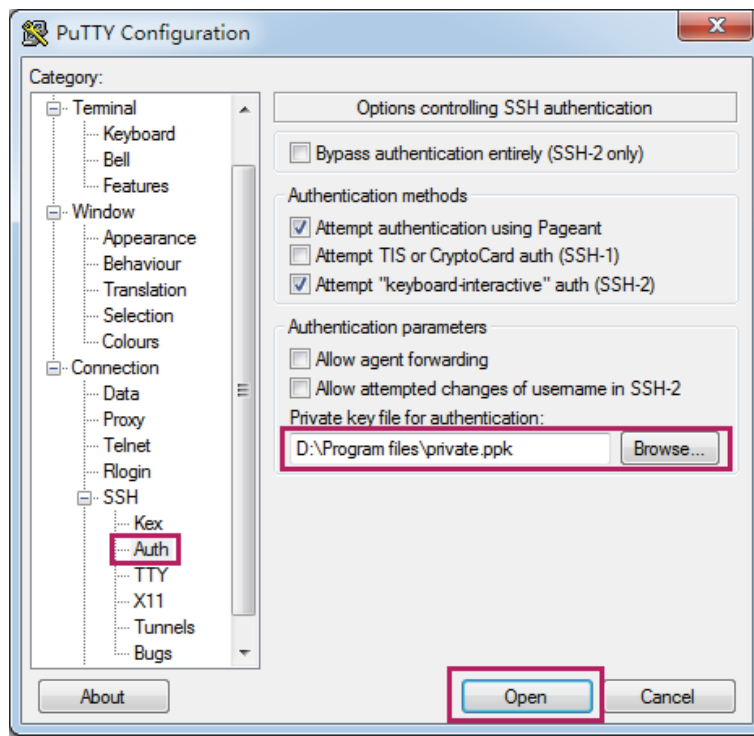 PuTTY Configuration
Category:
Terminal
Keyboard
Bell
Features
Window
Appearance
Behaviour
Translation
Selection
Colours
Connection
Data
Proxy
Telnet
Rlogin
SSH
Kex
Auth
TTY
X11
Tunnels
Bugs
Options controlling SSH authentication
Bypass authentication entirely (SSH-2 only)
Authentication methods
Attempt authentication using Pageant
Attempt TIS or CryptoCard auth (SSH-1)
Attempt "keyboard-interactive" auth (SSH-2)
Authentication parameters
Allow agent forwarding
Allow attempted changes of username in SSH-2
Private key file for authentication:
D:\Program files\private.ppk
Browse...
About
Open
Cancel